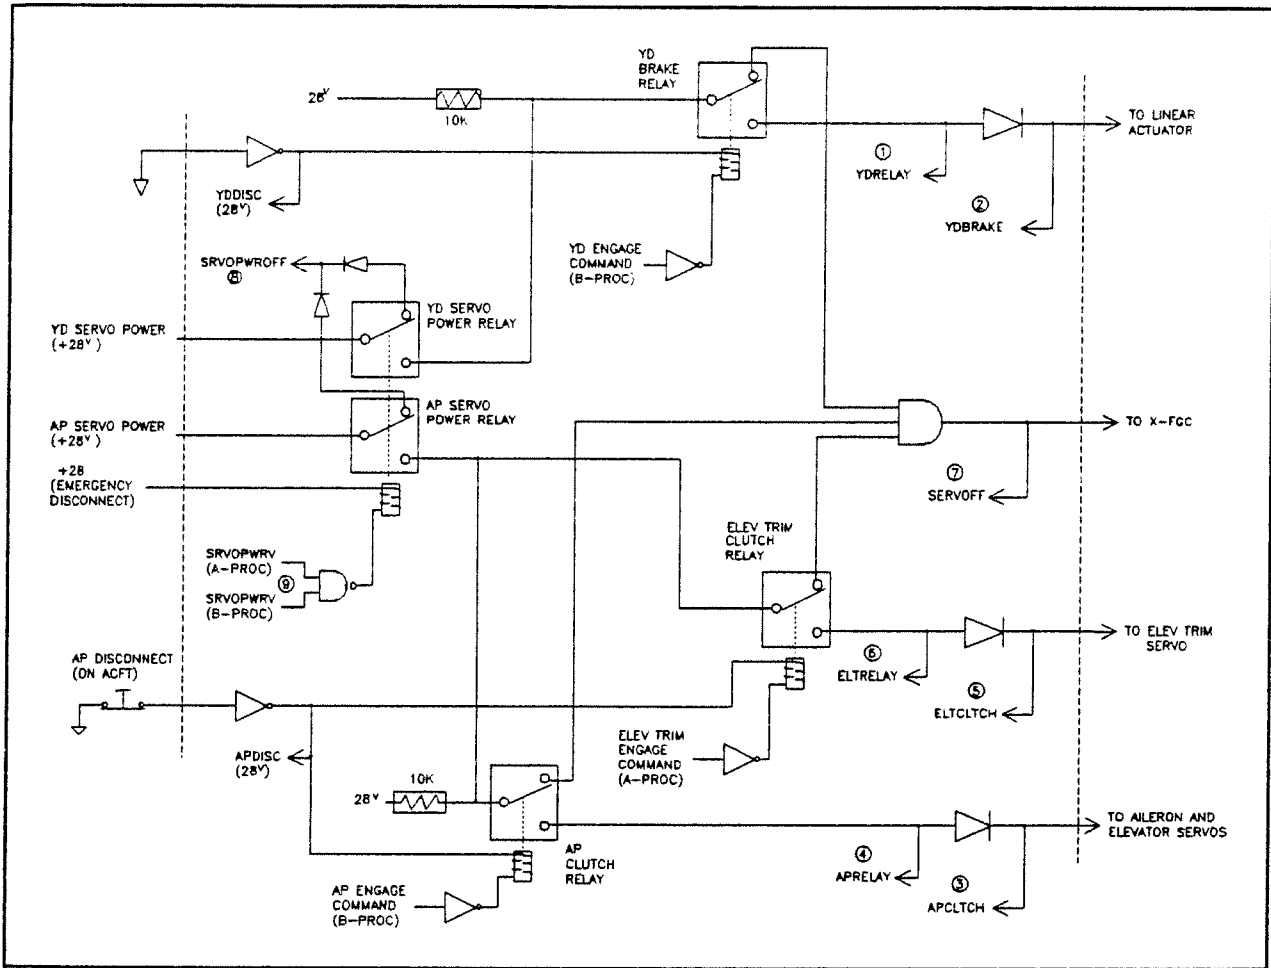 YD
BRAKE
RELAY
28V
10K
TO LINEAR
ACTUATOR
1
YDRELAY
YDDISC
(28V)
2
YDBRAKE
YD ENGAGE
COMMAND
(B-PROC)
SRVOPWROFF
8
YD SERVO
POWER RELAY
YD SERVO POWER
(+28V)
AP SERVO
POWER RELAY
AP SERVO POWER
(+28V)
TO X-FGC
+28
(EMERGENCY
DISCONNECT)
7
SERVOFF
ELEV TRIM
CLUTCH
RELAY
SRVOPWRV
(A-PROC)
9
SRVOPWRV
(B-PROC)
TO ELEV TRIM
SERVO
AP DISCONNECT
(ON ACFT)
6
ELTRELAY
5
ELTCLTCH
ELEV TRIM
ENGAGE
COMMAND
(A-PROC)
APDISC
(28V)
10K
28V
TO AILERON AND
ELEVATOR SERVOS
AP
CLUTCH
RELAY
4
APRELAY
3
APCLTCH
AP ENGAGE
COMMAND
(B-PROC)